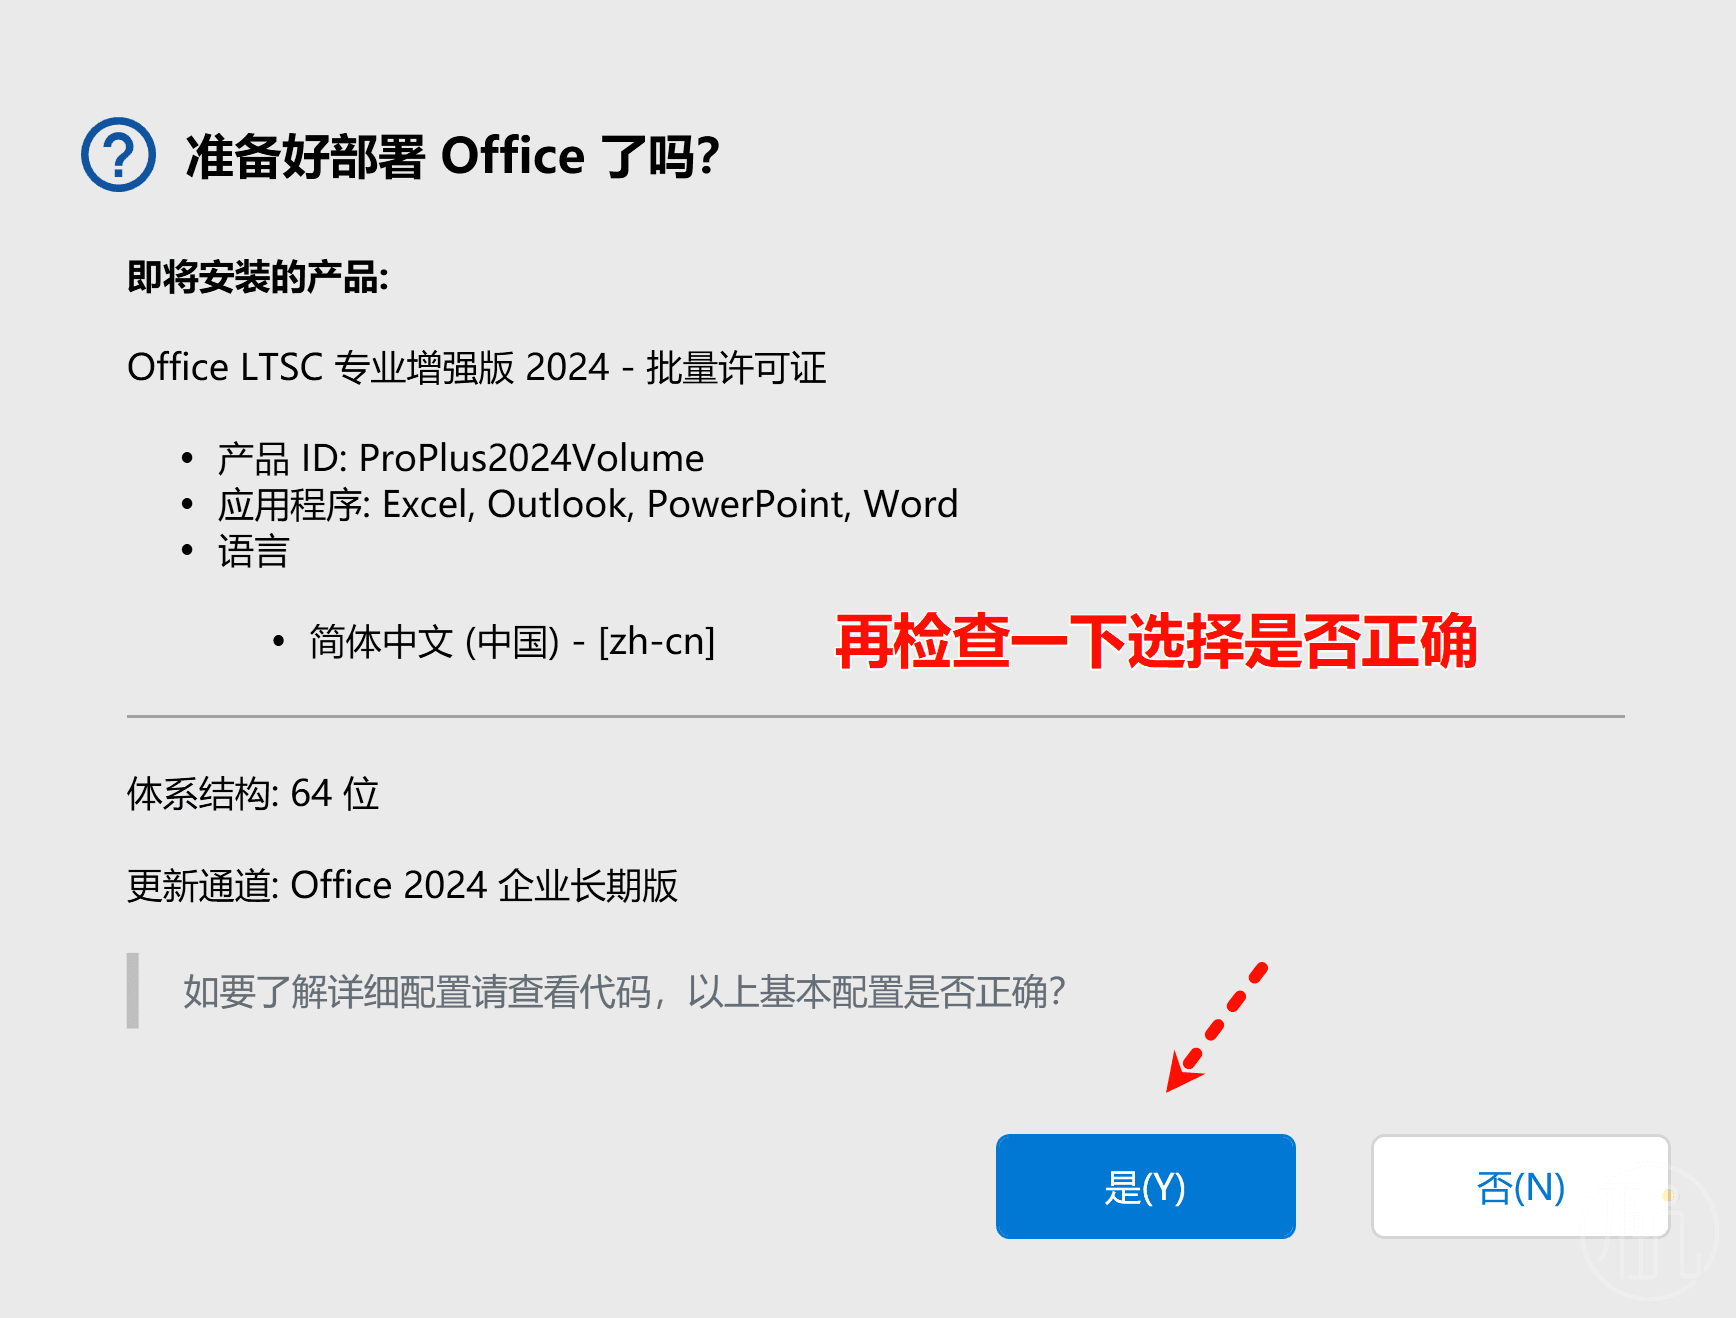 准备好部署 Office 了吗?
即将安装的产品:
Office LTSC 专业增强版 2024 - 批量许可证
• 产品 ID: ProPlus2024Volume
• 应用程序: Excel, Outlook, PowerPoint, Word
• 语言
• 简体中文 (中国) - [zh-cn]
再检查一下选择是否正确
体系结构: 64 位
更新通道: Office 2024 企业长期版
如要了解详细配置请查看代码，以上基本配置是否正确?
是(Y)
否(N)